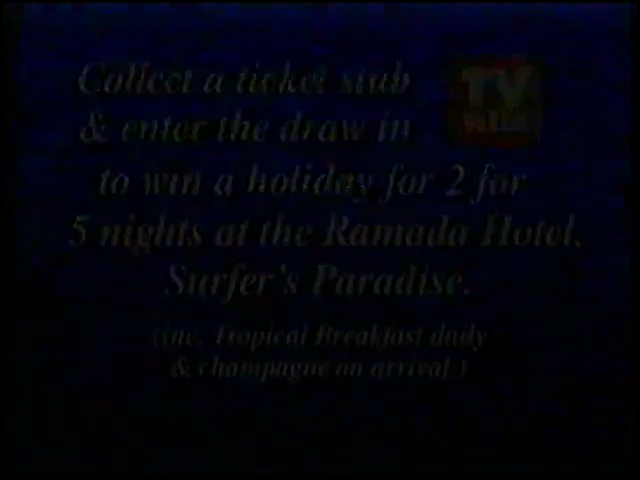 Collect a ticket stub
& enter the draw in
TV
WEEK
to win a holiday for 2 for
5 nights at the Ramada Hotel,
Surfer's Paradise.
(inc. Tropical Breakfast daily
& champagne on arrival.)